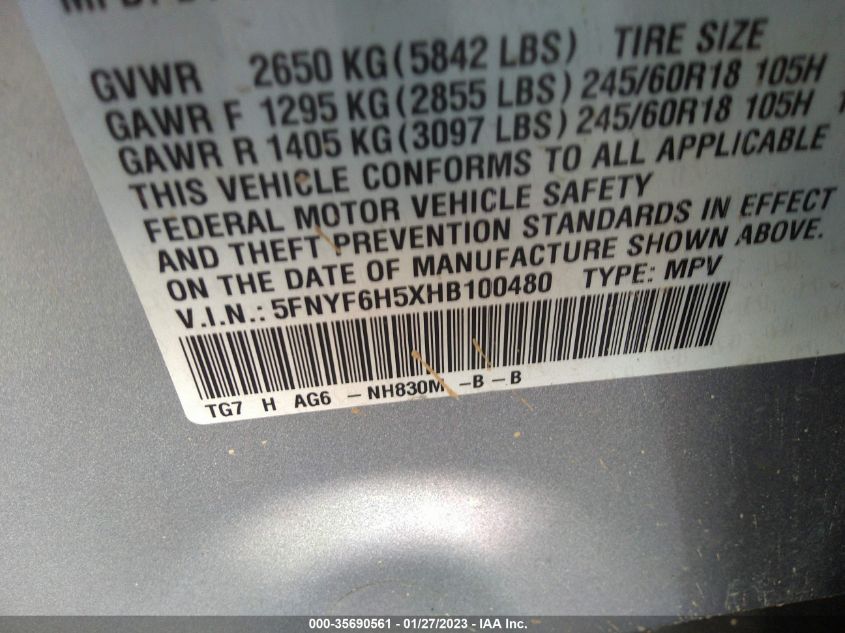 GVWR 2650 KG (5842 LBS) TIRE SIZE
GAWR F 1295 KG (2855 LBS) 245/60R18 105H
GAWR R 1405 KG (3097 LBS) 245/60R18 105H
THIS VEHICLE CONFORMS TO ALL APPLICABLE
FEDERAL MOTOR VEHICLE SAFETY
AND THEFT PREVENTION STANDARDS IN EFFECT
ON THE DATE OF MANUFACTURE SHOWN ABOVE.
V.I.N.: 5FNYF6H5XHB100480 TYPE: MPV
TG7 H AG6 - NH830M - B - B
000-35690561 - 01/27/2023 - IAA Inc.